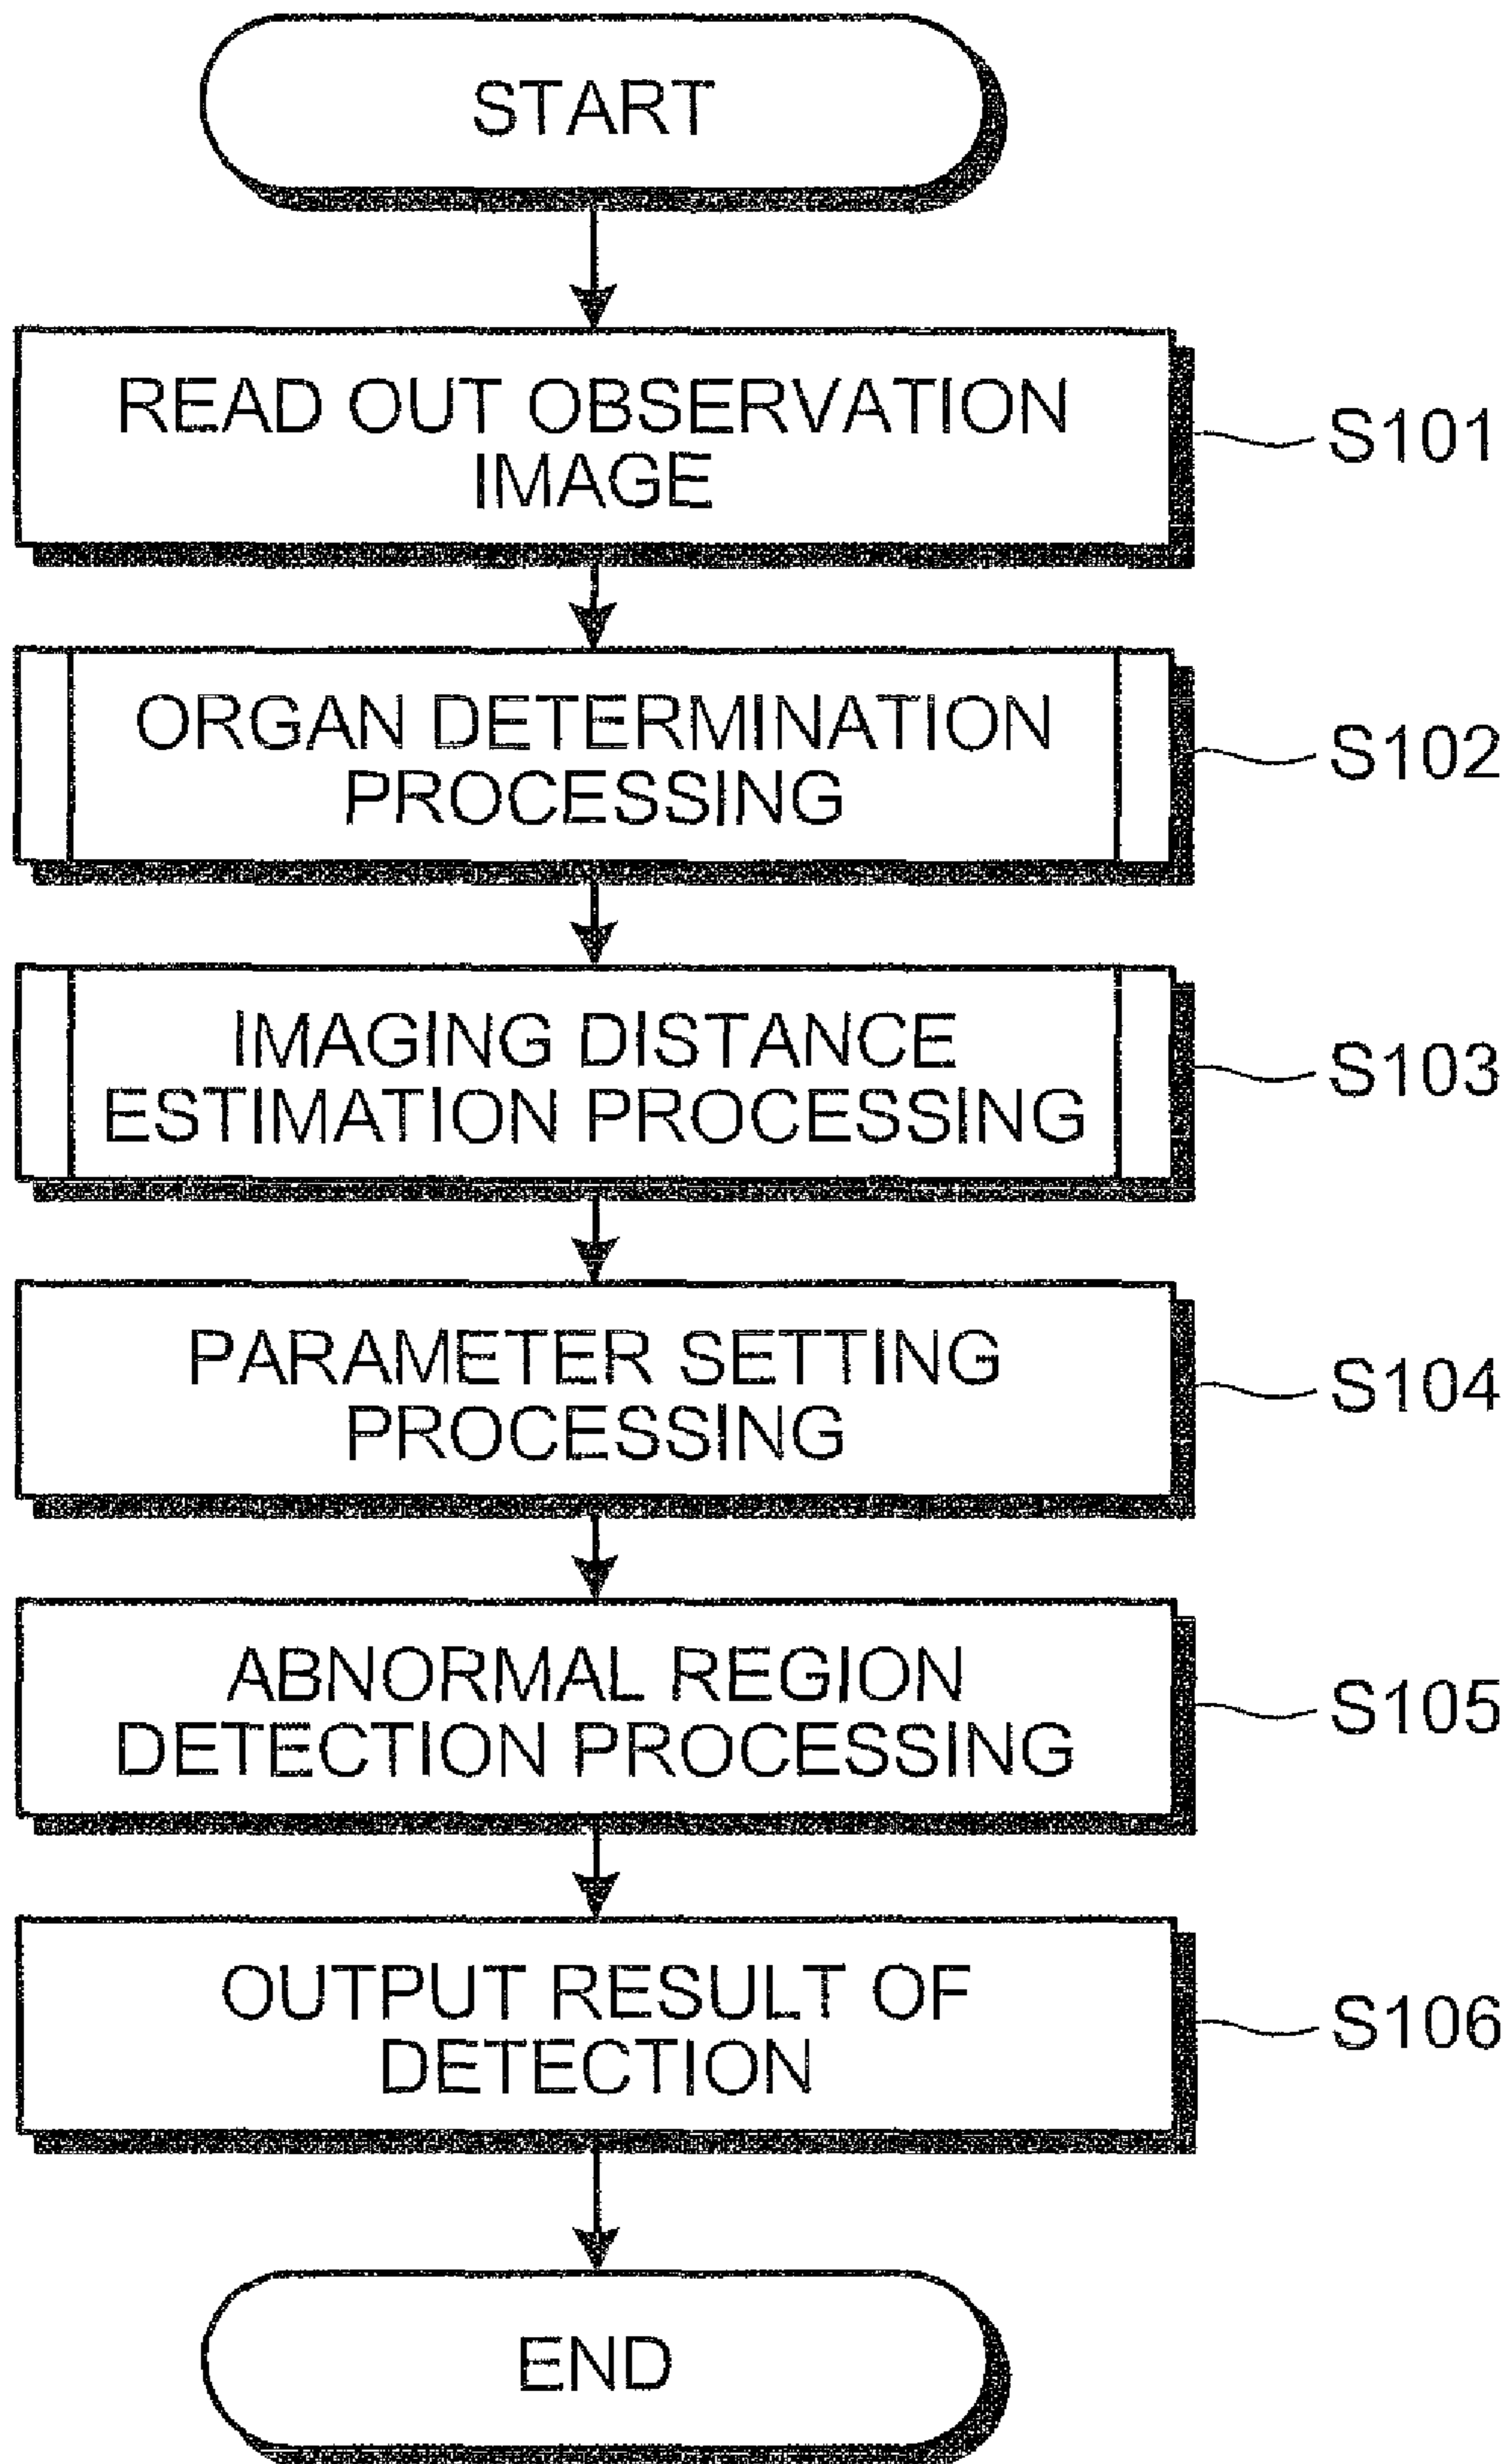 START
READ OUT OBSERVATION
IMAGE
S101
ORGAN DETERMINATION
PROCESSING
S102
IMAGING DISTANCE
ESTIMATION PROCESSING
S103
PARAMETER SETTING
PROCESSING
S104
ABNORMAL REGION
DETECTION PROCESSING
S105
OUTPUT RESULT OF
DETECTION
S106
END